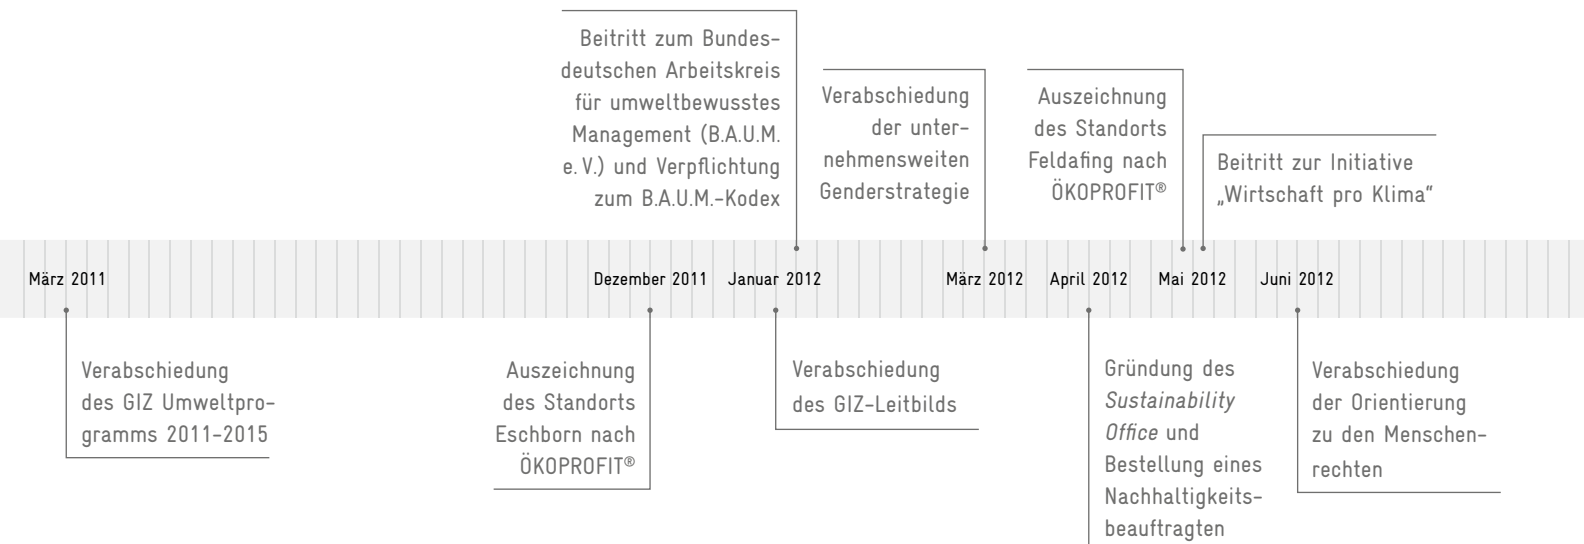 Beitritt zum Bundes-
deutschen Arbeitskreis
für umweltbewusstes
Management (B.A.U.M.
e. V.) und Verpflichtung
zum B.A.U.M.-Kodex
Verabschiedung
der unter-
nehmensweiten
Genderstrategie
Auszeichnung
des Standorts
Feldafing nach
ÖKOPROFIT®
Beitritt zur Initiative
„Wirtschaft pro Klima“
März 2011
Dezember 2011
Januar 2012
März 2012
April 2012
Mai 2012
Juni 2012
Verabschiedung
des GIZ Umweltpro-
gramms 2011-2015
Auszeichnung
des Standorts
Eschborn nach
ÖKOPROFIT®
Verabschiedung
des GIZ-Leitbilds
Gründung des
Sustainability
Office und
Bestellung eines
Nachhaltigkeits-
beauftragten
Verabschiedung
der Orientierung
zu den Menschen-
rechten